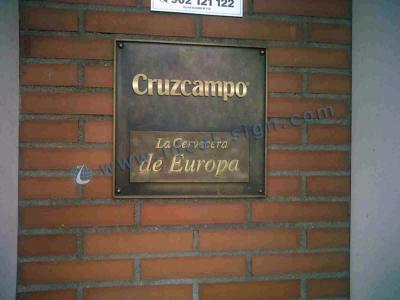 902 121 122
Cruzcampo®
La Cervecera
de Europa